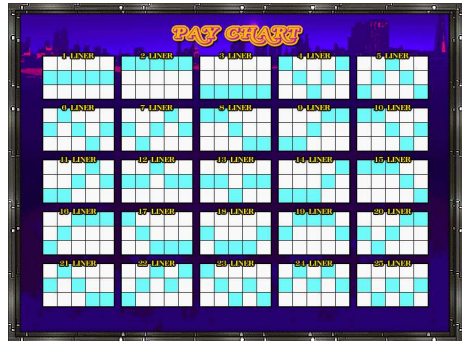 PAY CHART
1 LINER 2 LINER 3 LINER 4 LINER 5 LINER
6 LINER 7 LINER 8 LINER 9 LINER 10 LINER
11 LINER 12 LINER 13 LINER 14 LINER 15 LINER
16 LINER 17 LINER 18 LINER 19 LINER 20 LINER
21 LINER 22 LINER 23 LINER 24 LINER 25 LINER